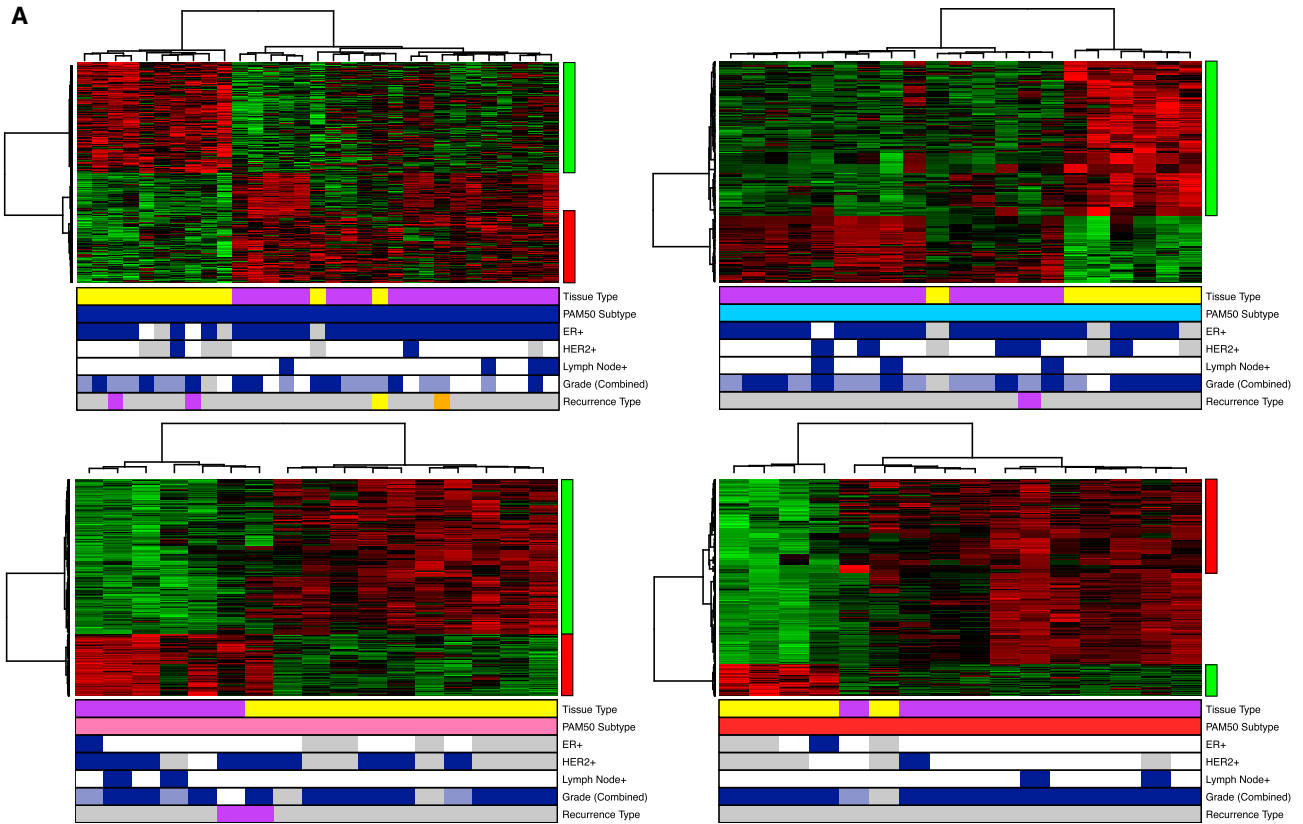 A
Tissue Type
PAM50 Subtype
ER+
HER2+
Lymph Node+
Grade (Combined)
Recurrence Type
Tissue Type
PAM50 Subtype
ER+
HER2+
Lymph Node+
Grade (Combined)
Recurrence Type
Tissue Type
PAM50 Subtype
ER+
HER2+
Lymph Node+
Grade (Combined)
Recurrence Type
Tissue Type
PAM50 Subtype
ER+
HER2+
Lymph Node+
Grade (Combined)
Recurrence Type